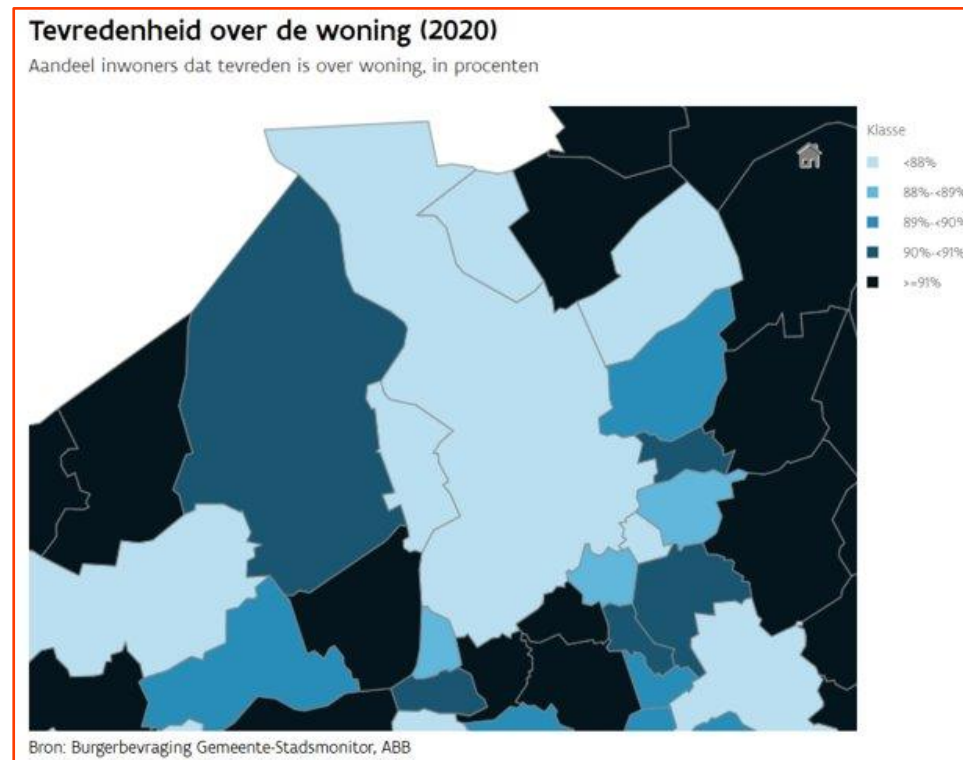 Tevredenheid over de woning (2020)
Aandeel inwoners dat tevreden is over woning, in procenten
Klasse
<88%
88%-<89%
89%-<90%
90%-<91%
>=91%
Bron: Burgerbevraging Gemeente-Stadsmonitor, ABB